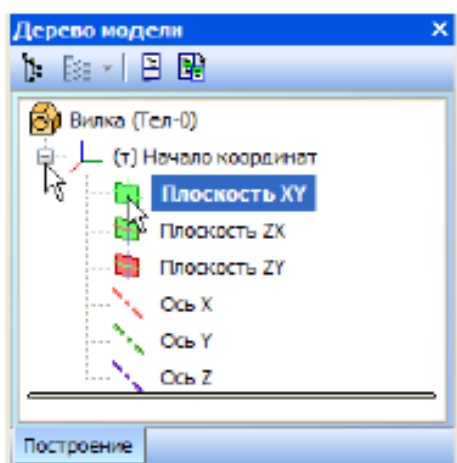 Дерево модели
Вилка (Тел-0)
(т) Начало координат
Плоскость XY
Плоскость ZX
Плоскость ZY
Ось X
Ось Y
Ось Z
Построение